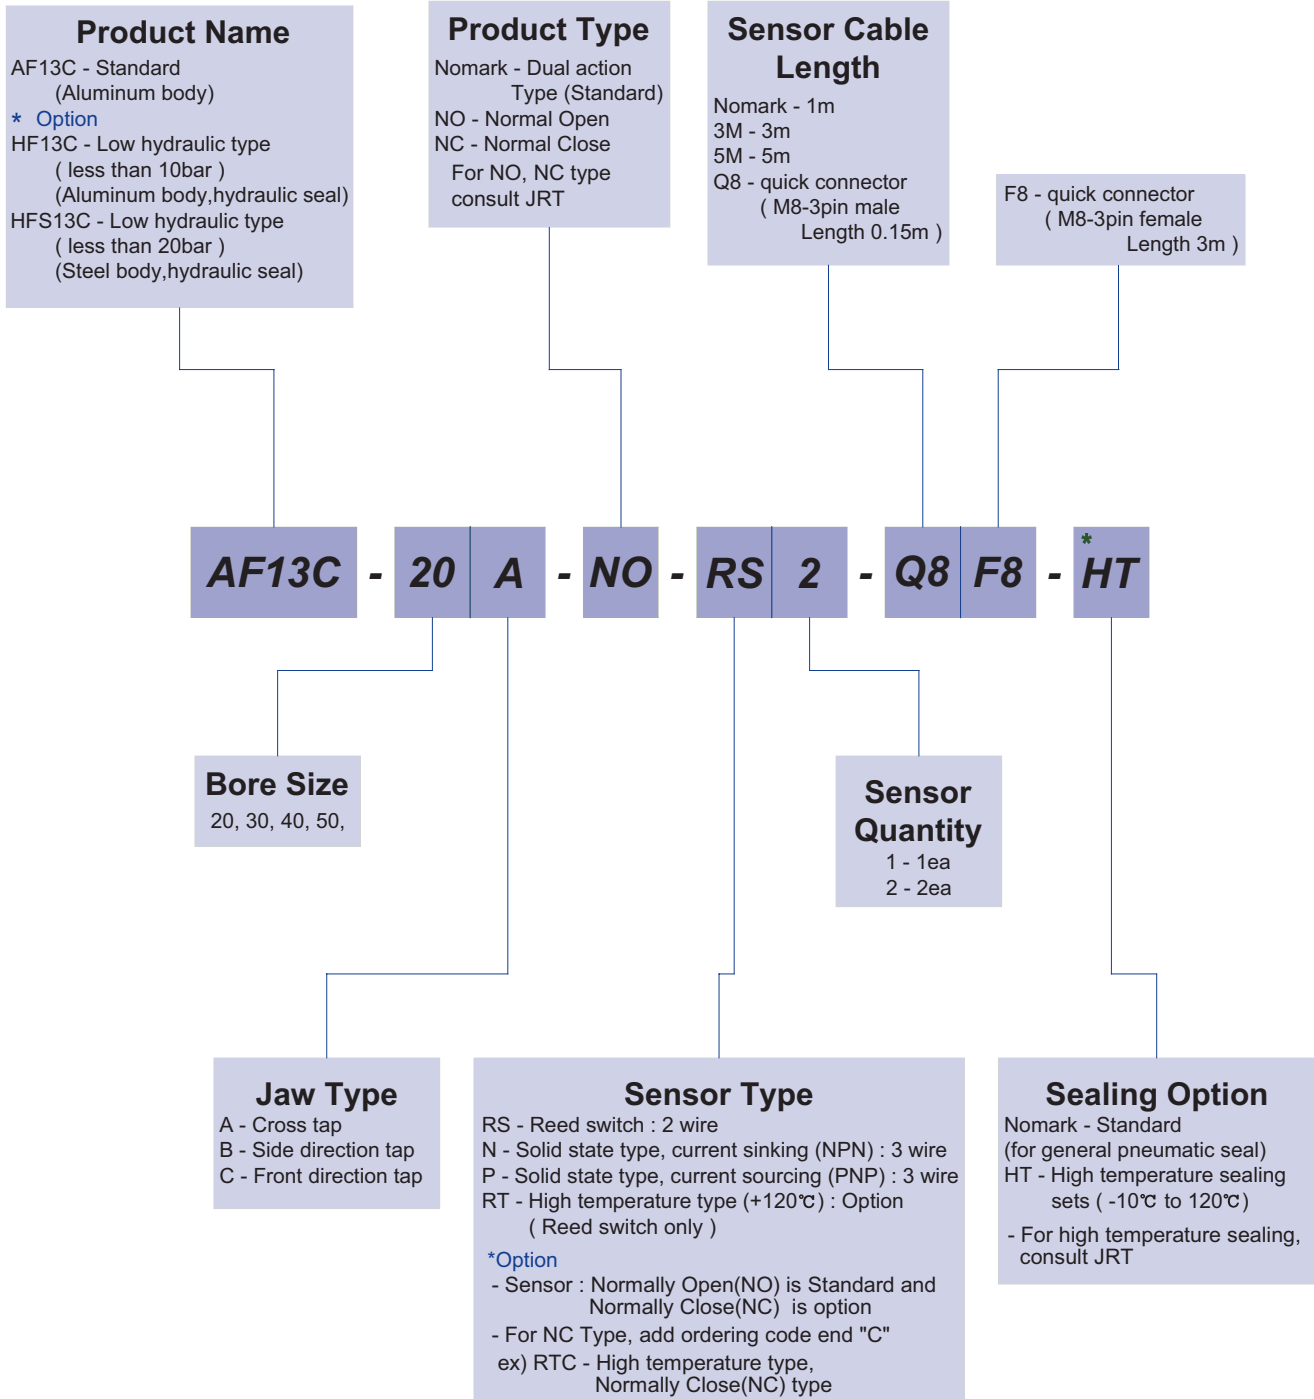 Product Name
AF13C - Standard
(Aluminum body)
* Option
HF13C - Low hydraulic type
( less than 10bar )
(Aluminum body,hydraulic seal)
HFS13C - Low hydraulic type
( less than 20bar )
(Steel body,hydraulic seal)
Product Type
Nomark - Dual action
Type (Standard)
NO - Normal Open
NC - Normal Close
For NO, NC type
consult JRT
Sensor Cable
Length
Nomark - 1m
3M - 3m
5M - 5m
Q8 - quick connector
( M8-3pin male
Length 0.15m )
F8 - quick connector
( M8-3pin female
Length 3m )
AF13C - 20 A - NO - RS 2 - Q8 F8 - *HT
Bore Size
20, 30, 40, 50,
Sensor
Quantity
1 - 1ea
2 - 2ea
Jaw Type
A - Cross tap
B - Side direction tap
C - Front direction tap
Sensor Type
RS - Reed switch : 2 wire
N - Solid state type, current sinking (NPN) : 3 wire
P - Solid state type, current sourcing (PNP) : 3 wire
RT - High temperature type (+120℃) : Option
( Reed switch only )
*Option
- Sensor : Normally Open(NO) is Standard and
Normally Close(NC) is option
- For NC Type, add ordering code end "C"
ex) RTC - High temperature type,
Normally Close(NC) type
Sealing Option
Nomark - Standard
(for general pneumatic seal)
HT - High temperature sealing
sets ( -10℃ to 120℃)
- For high temperature sealing,
consult JRT